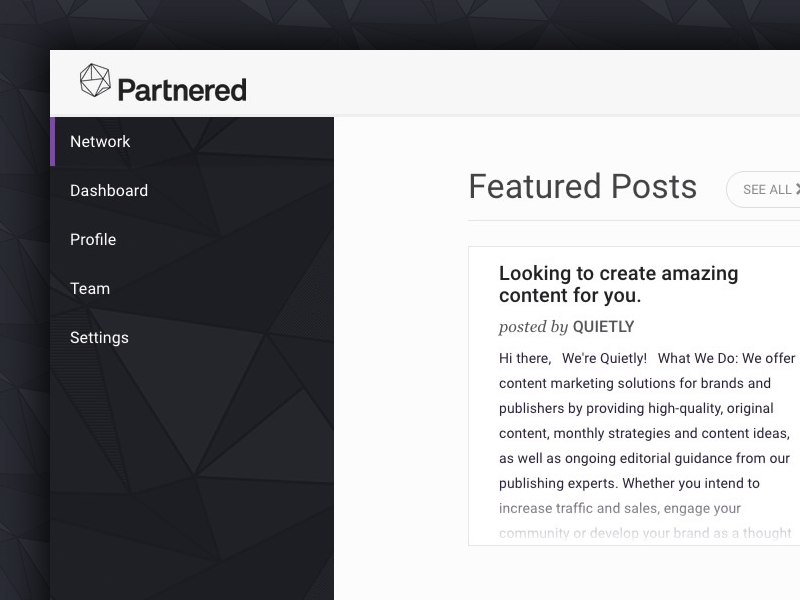 Partnered
Network
Dashboard
Profile
Team
Settings
Featured Posts
SEE ALL
Looking to create amazing
content for you.
posted by QUIETLY
Hi there, We're Quietly! What We Do: We offer
content marketing solutions for brands and
publishers by providing high-quality, original
content, monthly strategies and content ideas,
as well as ongoing editorial guidance from our
publishing experts. Whether you intend to
increase traffic and sales, engage your
community or develop your brand as a thought